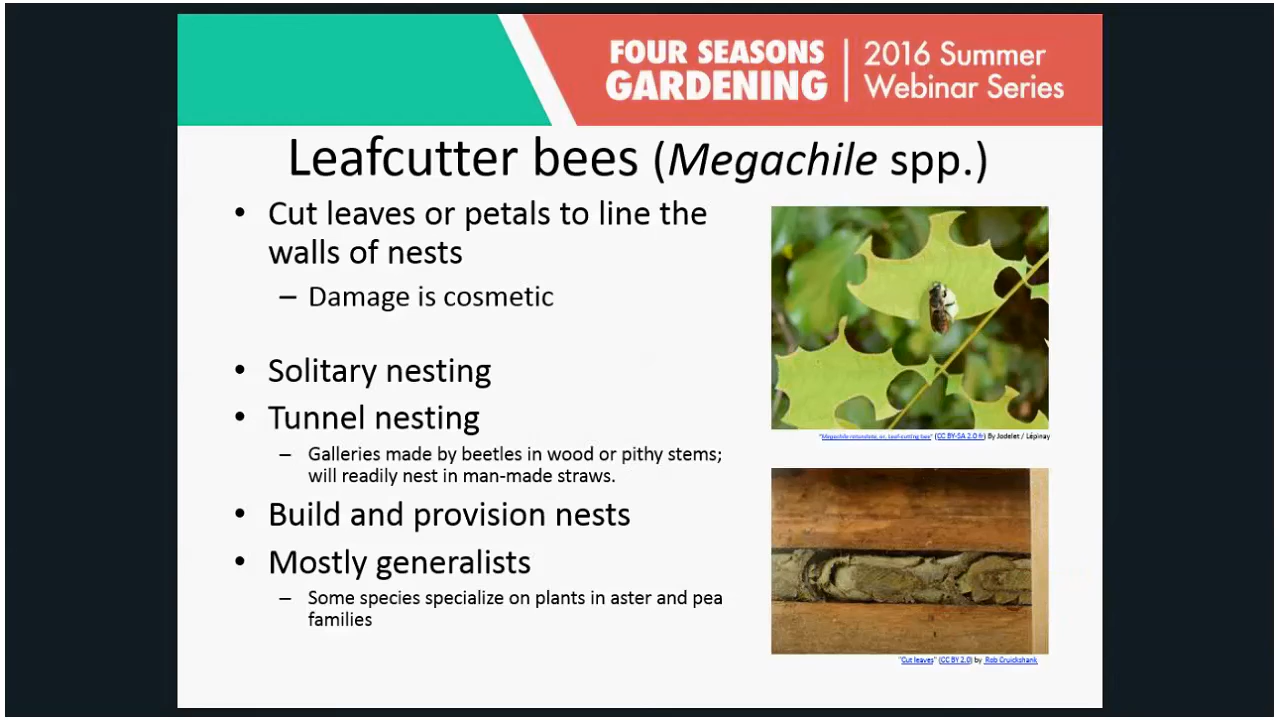 FOUR SEASONS
GARDENING
2016 Summer
Webinar Series
Leafcutter bees (Megachile spp.)
• Cut leaves or petals to line the
walls of nests
– Damage is cosmetic
• Solitary nesting
• Tunnel nesting
– Galleries made by beetles in wood or pithy stems;
will readily nest in man-made straws.
• Build and provision nests
• Mostly generalists
– Some species specialize on plants in aster and pea
families
"Megachile rotundata, or, Leaf-cutting bee" (CC BY-SA 2.0 fr) By Jodelet / Lépinay
"Cut leaves" (CC BY 2.0) by Rob Cruickshank